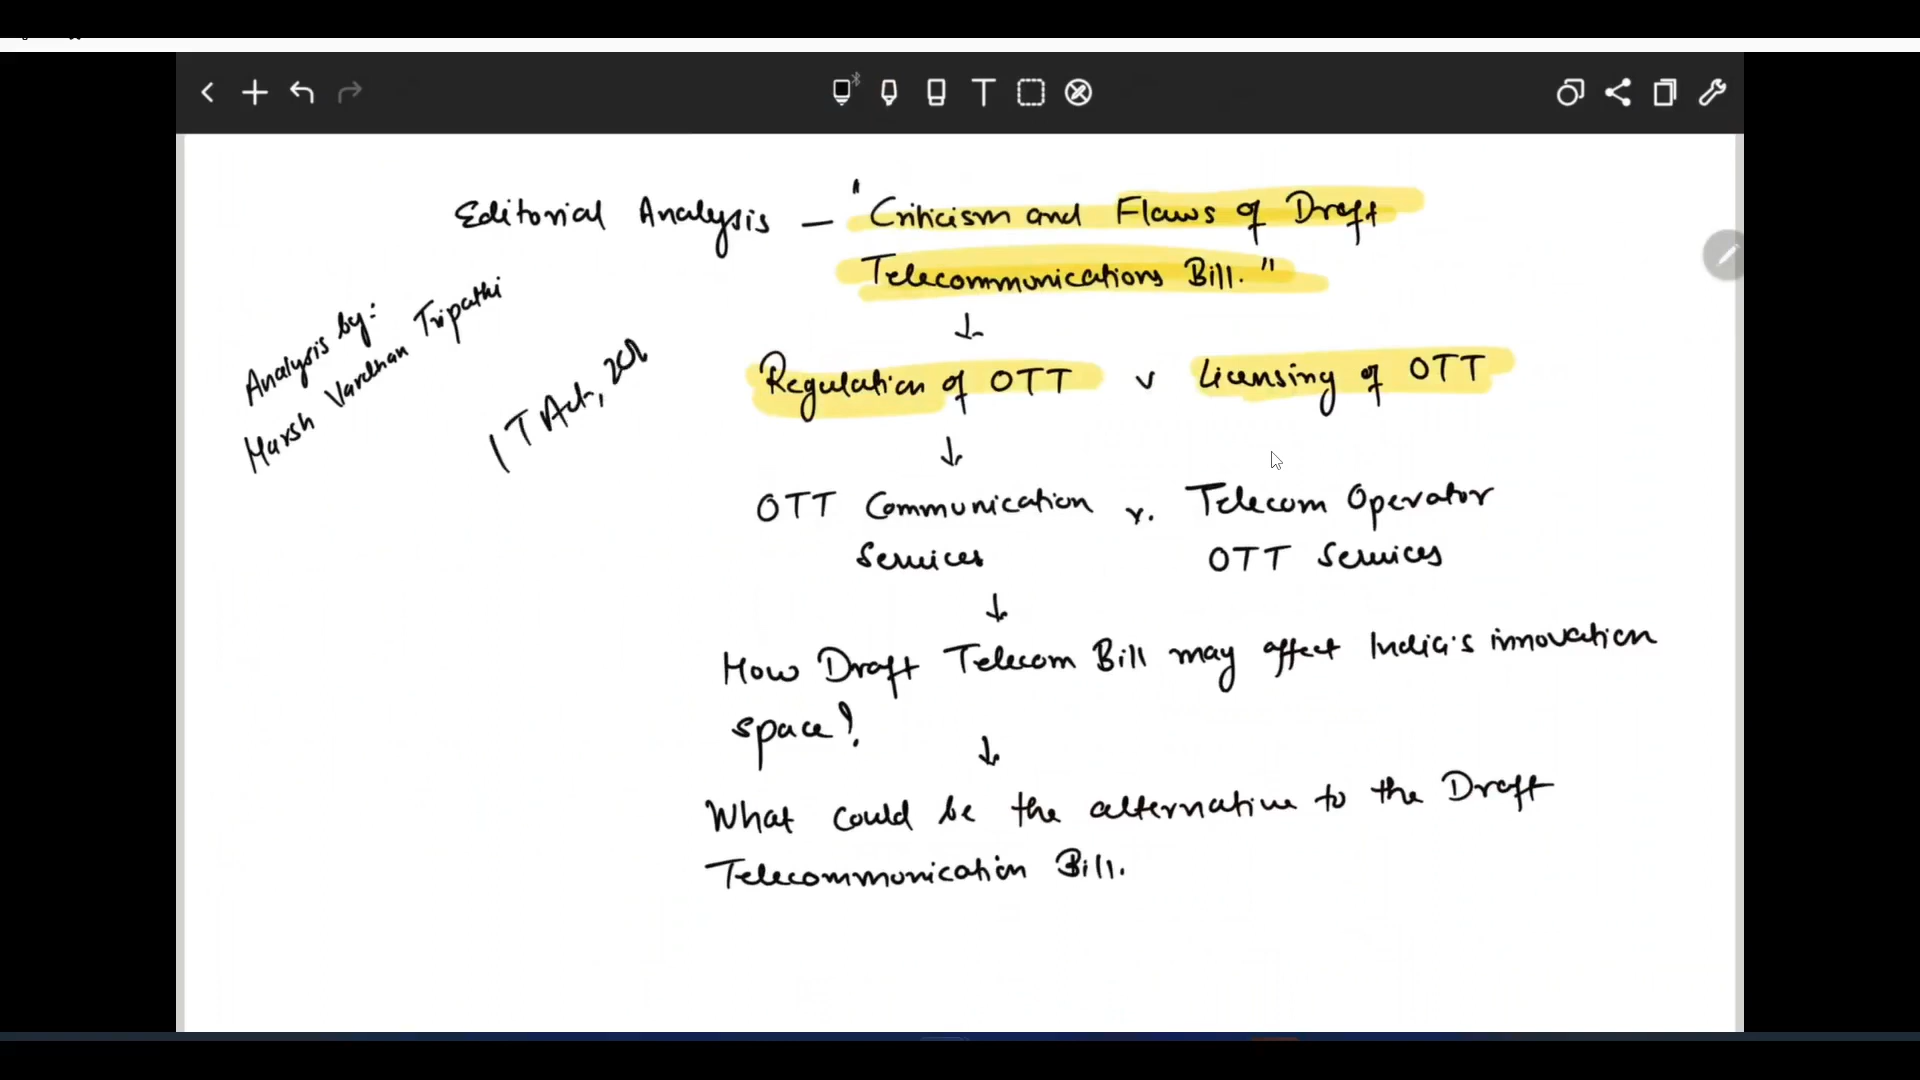 Editorial Analysis — "Criticism and Flaws of Draft
Telecommunications Bill."
Analysis by:
Harsh Vardhan Tripathi
IT Act,
Regulation of OTT v Licensing of OTT
OTT Communication v. Telecom Operator
Services OTT Services
How Draft Telecom Bill may affect India's innovation
space?
What could be the alternative to the Draft
Telecommunication Bill.